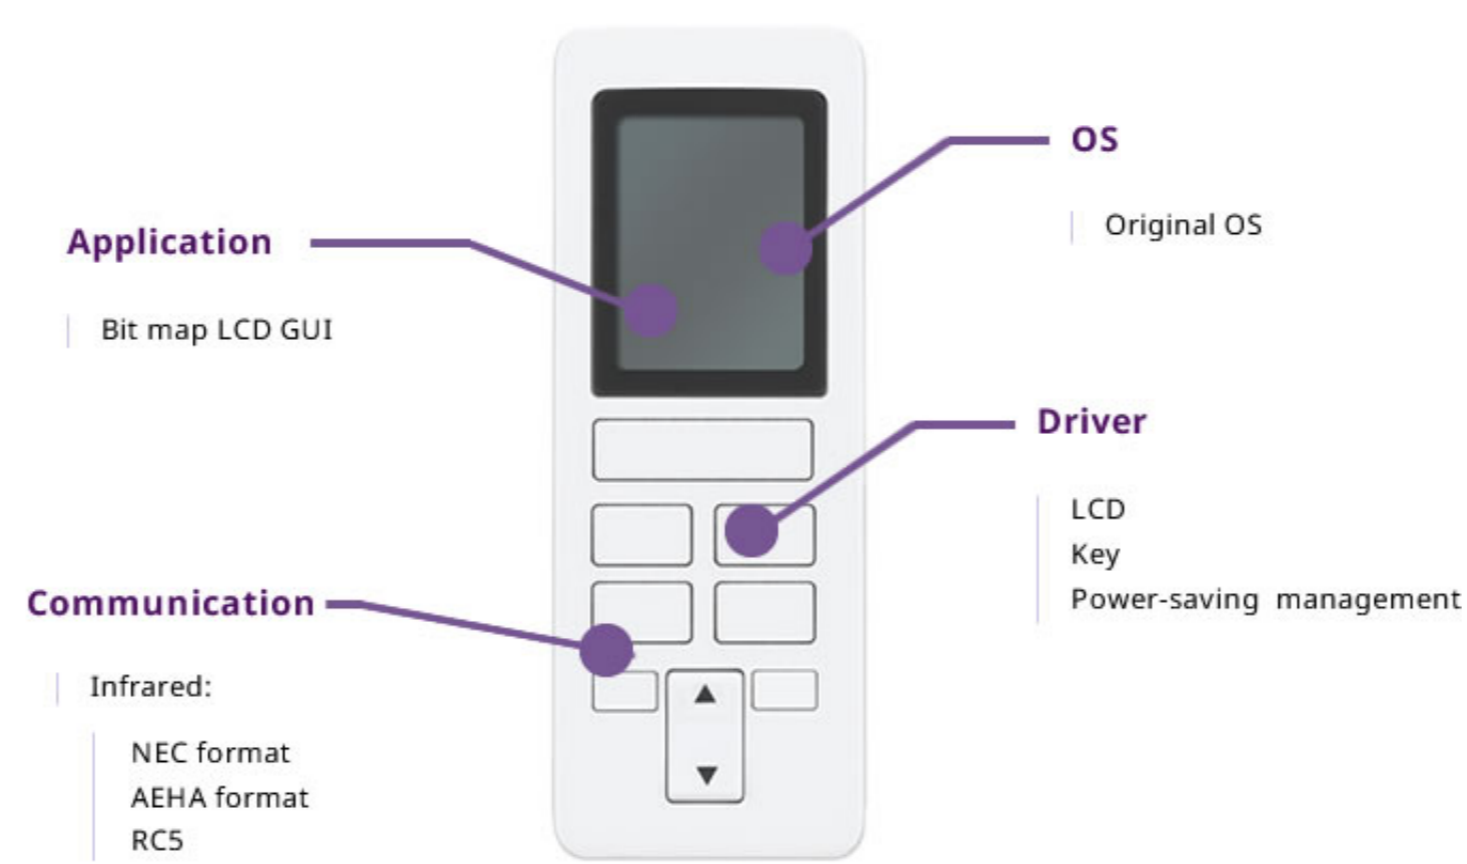 OS
Original OS
Application
Bit map LCD GUI
Driver
LCD
Key
Power-saving management
Communication
Infrared:
NEC format
AEHA format
RC5